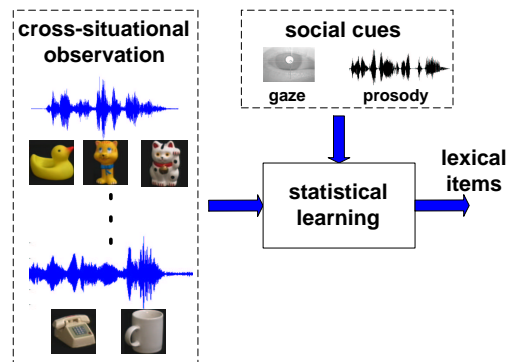 cross-situational
observation
social cues
gaze
prosody
statistical
learning
lexical
items